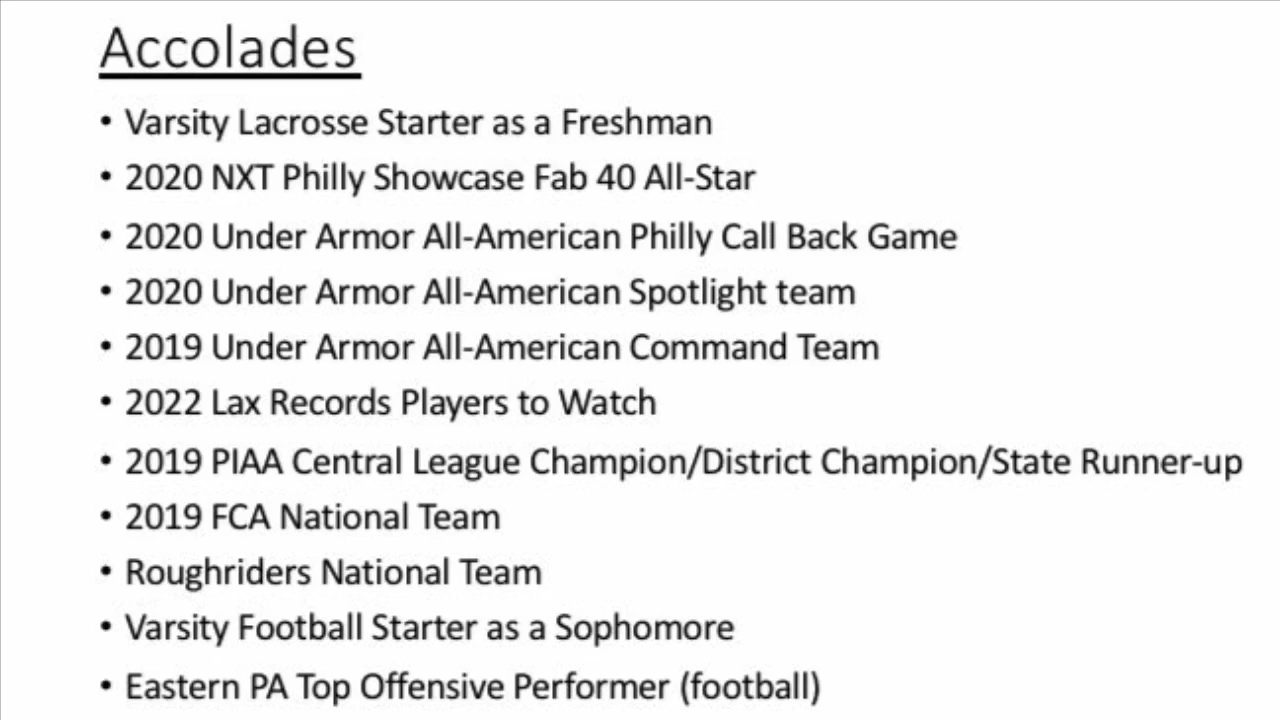 Accolades
• Varsity Lacrosse Starter as a Freshman
• 2020 NXT Philly Showcase Fab 40 All-Star
• 2020 Under Armor All-American Philly Call Back Game
• 2020 Under Armor All-American Spotlight team
• 2019 Under Armor All-American Command Team
• 2022 Lax Records Players to Watch
• 2019 PIAA Central League Champion/District Champion/State Runner-up
• 2019 FCA National Team
• Roughriders National Team
• Varsity Football Starter as a Sophomore
• Eastern PA Top Offensive Performer (football)